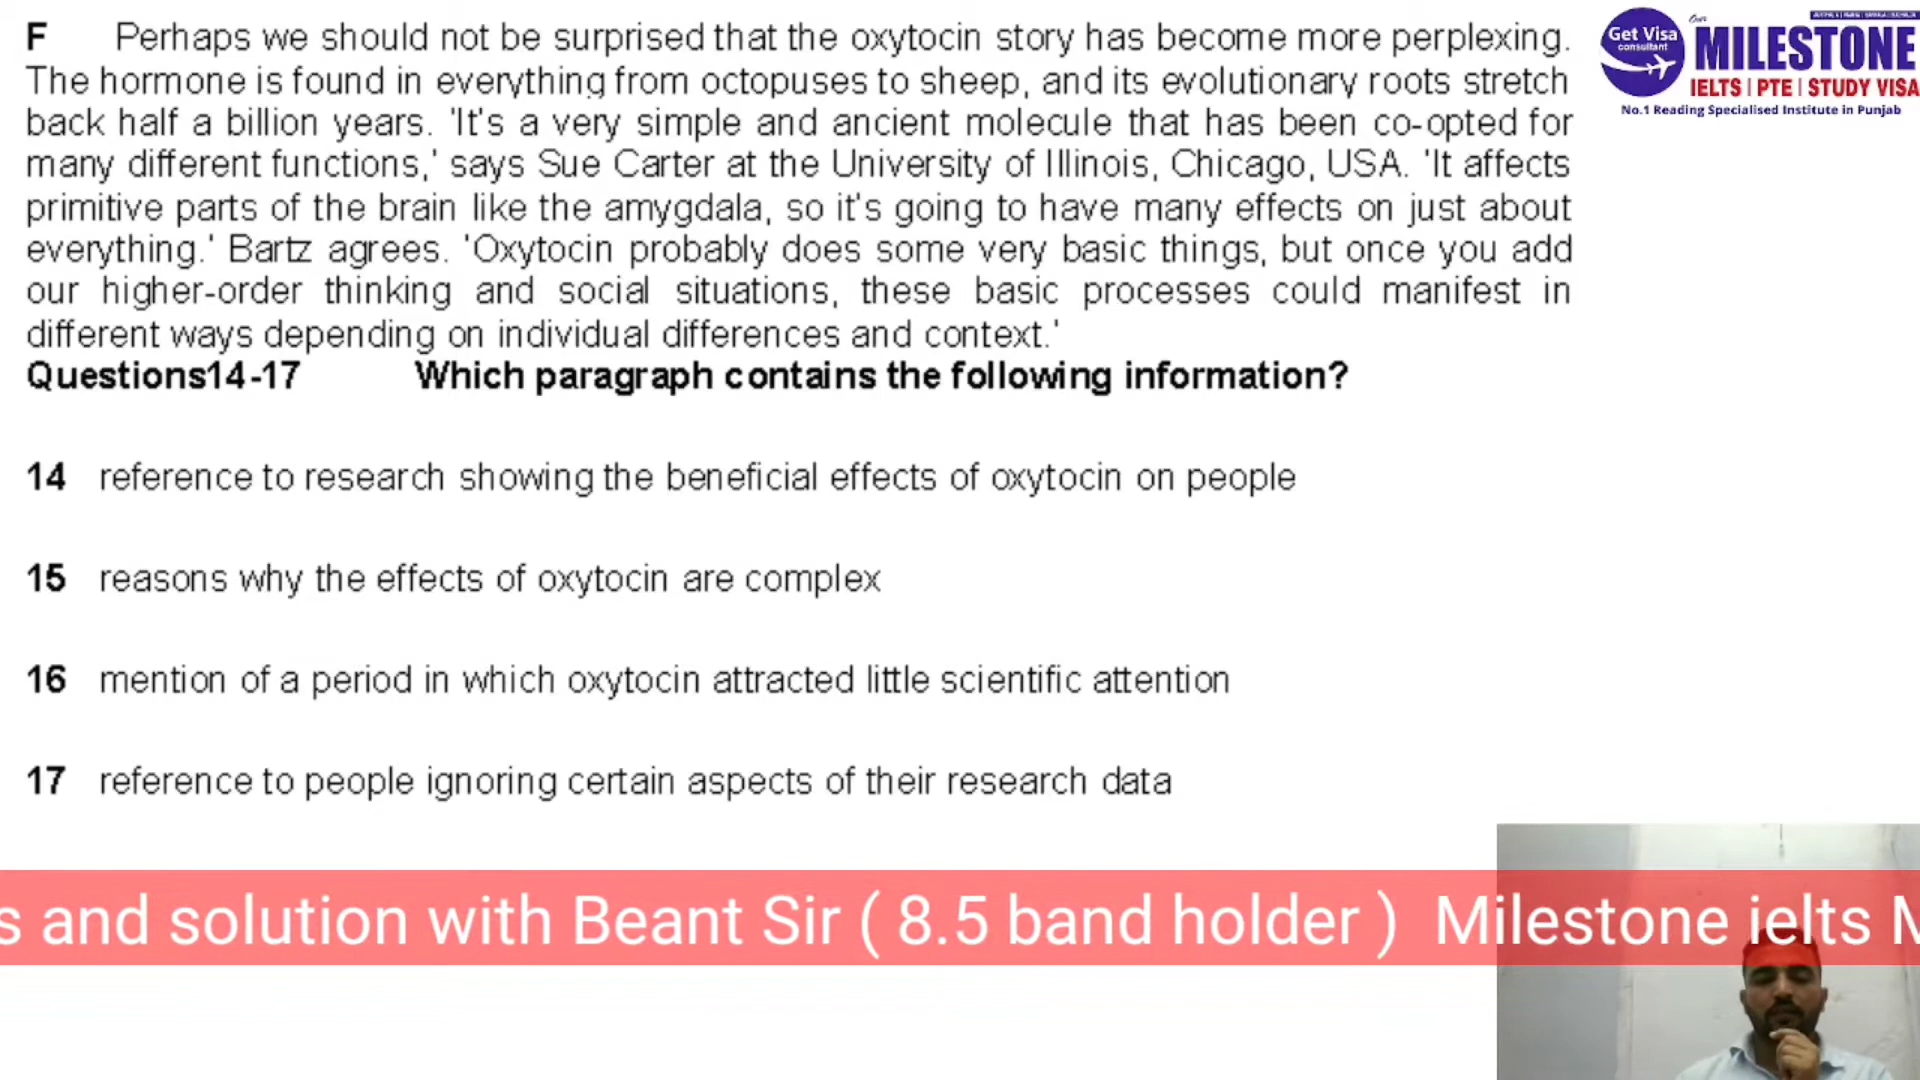 F Perhaps we should not be surprised that the oxytocin story has become more perplexing.
The hormone is found in everything from octopuses to sheep, and its evolutionary roots stretch
back half a billion years. 'It's a very simple and ancient molecule that has been co-opted for
many different functions,' says Sue Carter at the University of Illinois, Chicago, USA. 'It affects
primitive parts of the brain like the amygdala, so it's going to have many effects on just about
everything.' Bartz agrees. 'Oxytocin probably does some very basic things, but once you add
our higher-order thinking and social situations, these basic processes could manifest in
different ways depending on individual differences and context.'
Questions14-17 Which paragraph contains the following information?
14 reference to research showing the beneficial effects of oxytocin on people
15 reasons why the effects of oxytocin are complex
16 mention of a period in which oxytocin attracted little scientific attention
17 reference to people ignoring certain aspects of their research data
s and solution with Beant Sir ( 8.5 band holder ) Milestone ielts M
Get Visa
consultant
Our
MILESTONE
IELTS | PTE | STUDY VISA
No.1 Reading Specialised Institute in Punjab